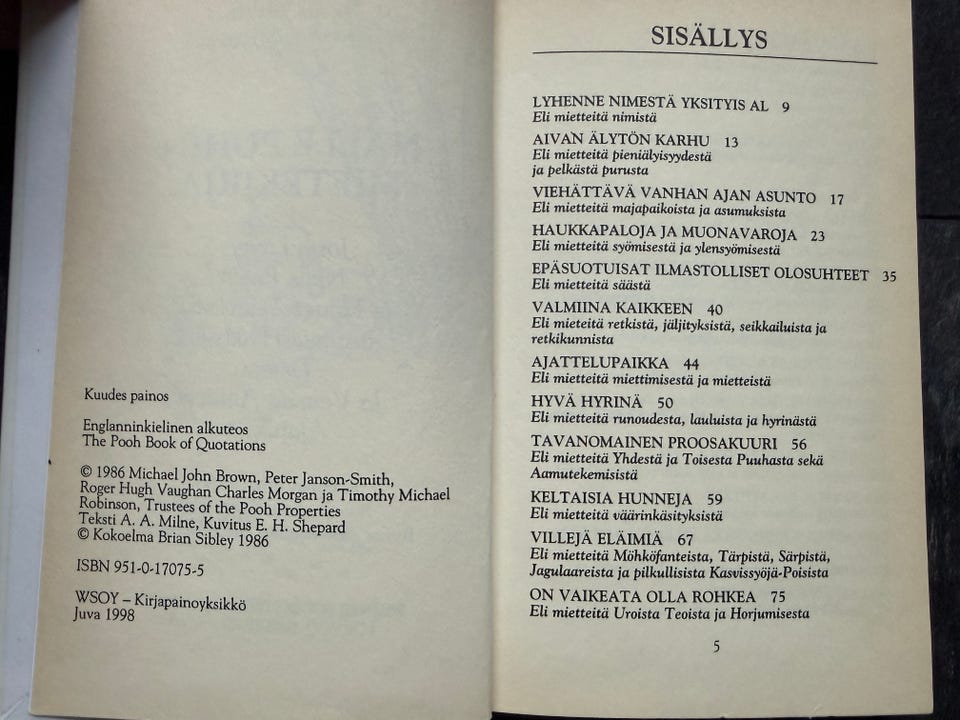 Kuudes painos
Englanninkielinen alkuteos
The Pooh Book of Quotations
© 1986 Michael John Brown, Peter Janson-Smith,
Roger Hugh Vaughan Charles Morgan ja Timothy Michael
Robinson, Trustees of the Pooh Properties
Teksti A. A. Milne, Kuvitus E. H. Shepard
© Kokoelma Brian Sibley 1986
ISBN 951-0-17075-5
WSOY – Kirjapainoyksikkö
Juva 1998
SISÄLLYS
LYHENNE NIMESTÄ YKSITYIS AL 9
Eli mietteitä nimistä
AIVAN ÄLYTÖN KARHU 13
Eli mietteitä pieniälyisyydestä
ja pelkästä purusta
VIEHÄTTÄVÄ VANHAN AJAN ASUNTO 17
Eli mietteitä majapaikoista ja asumuksista
HAUKKAPALOJA JA MUONAVAROJA 23
Eli mietteitä syömisestä ja ylensyömisestä
EPÄSUOTUISAT ILMASTOLLISET OLOSUHTEET 35
Eli mietteitä säästä
VALMIINA KAIKKEEN 40
Eli mieteitä retkistä, jäljityksistä, seikkailuista ja
retkikunnista
AJATTELUPAIKKA 44
Eli mietteitä miettimisestä ja mietteistä
HYVÄ HYRINÄ 50
Eli mietteitä runoudesta, lauluista ja hyrinästä
TAVANOMAINEN PROOSAKUURI 56
Eli mietteitä Yhdestä ja Toisesta Puuhasta sekä
Aamutekemisistä
KELTAISIA HUNNEJA 59
Eli mietteitä väärinkäsityksistä
VILLEJÄ ELÄIMIÄ 67
Eli mietteitä Möhköfanteista, Tärpistä, Särpistä,
Jagulaareista ja pilkullisista Kasvissyöjä-Poisista
ON VAIKEATA OLLA ROHKEA 75
Eli mietteitä Uroista Teoista ja Horjumisesta
5